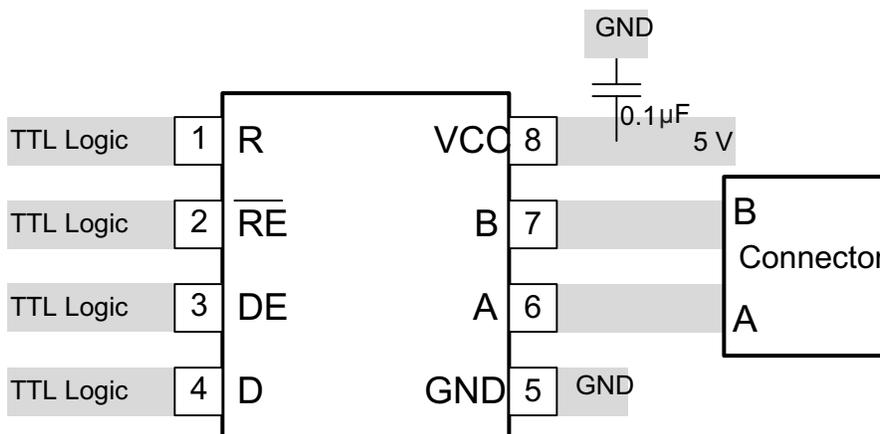 GND
0.1µF
TTL Logic 1 R VCC 8 5 V
TTL Logic 2 RE B 7 B
Connector
TTL Logic 3 DE A 6 A
TTL Logic 4 D GND 5 GND